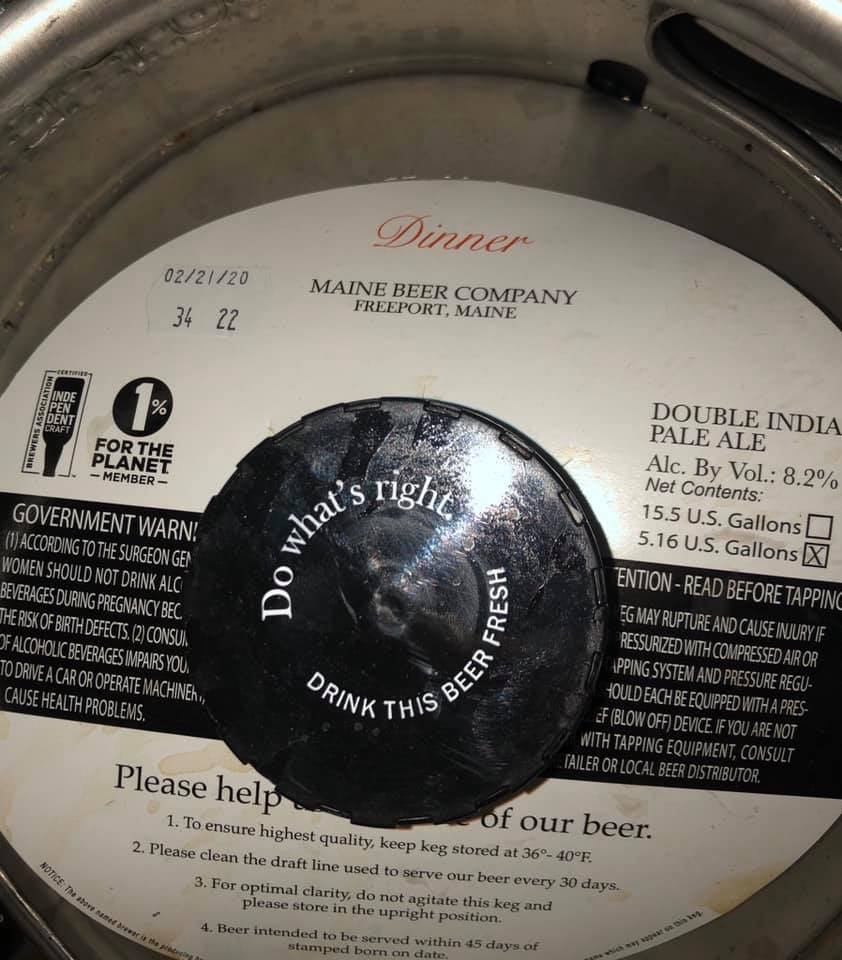 Dinner
02/21/20
34 22
MAINE BEER COMPANY
FREEPORT, MAINE
BREWERS ASSOCIATION
CERTIFIED
INDE
PEN
DENT
CRAFT
1%
FOR THE
PLANET
MEMBER
DOUBLE INDIA
PALE ALE
Alc. By Vol.: 8.2%
Net Contents:
15.5 U.S. Gallons
5.16 U.S. Gallons X
GOVERNMENT WARNI
(1) ACCORDING TO THE SURGEON GEN
WOMEN SHOULD NOT DRINK ALC
BEVERAGES DURING PREGNANCY BEC
THE RISK OF BIRTH DEFECTS. (2) CONSU
OF ALCOHOLIC BEVERAGES IMPAIRS YOU
TO DRIVE A CAR OR OPERATE MACHINERY
CAUSE HEALTH PROBLEMS.
Do what's right.
DRINK THIS BEER FRESH
TENTION - READ BEFORE TAPPING
EG MAY RUPTURE AND CAUSE INJURY IF
RESSURIZED WITH COMPRESSED AIR OR
APPING SYSTEM AND PRESSURE REGU-
HOULD EACH BE EQUIPPED WITH A PRES-
EF (BLOW OFF) DEVICE. IF YOU ARE NOT
WITH TAPPING EQUIPMENT, CONSULT
TAILER OR LOCAL BEER DISTRIBUTOR.
Please help of our beer.
1. To ensure highest quality, keep keg stored at 36°- 40°F.
2. Please clean the draft line used to serve our beer every 30 days.
3. For optimal clarity, do not agitate this keg and
please store in the upright position.
4. Beer intended to be served within 45 days of
stamped born on date.
NOTICE: The above named brewer is the producing
name which may appear on this keg.